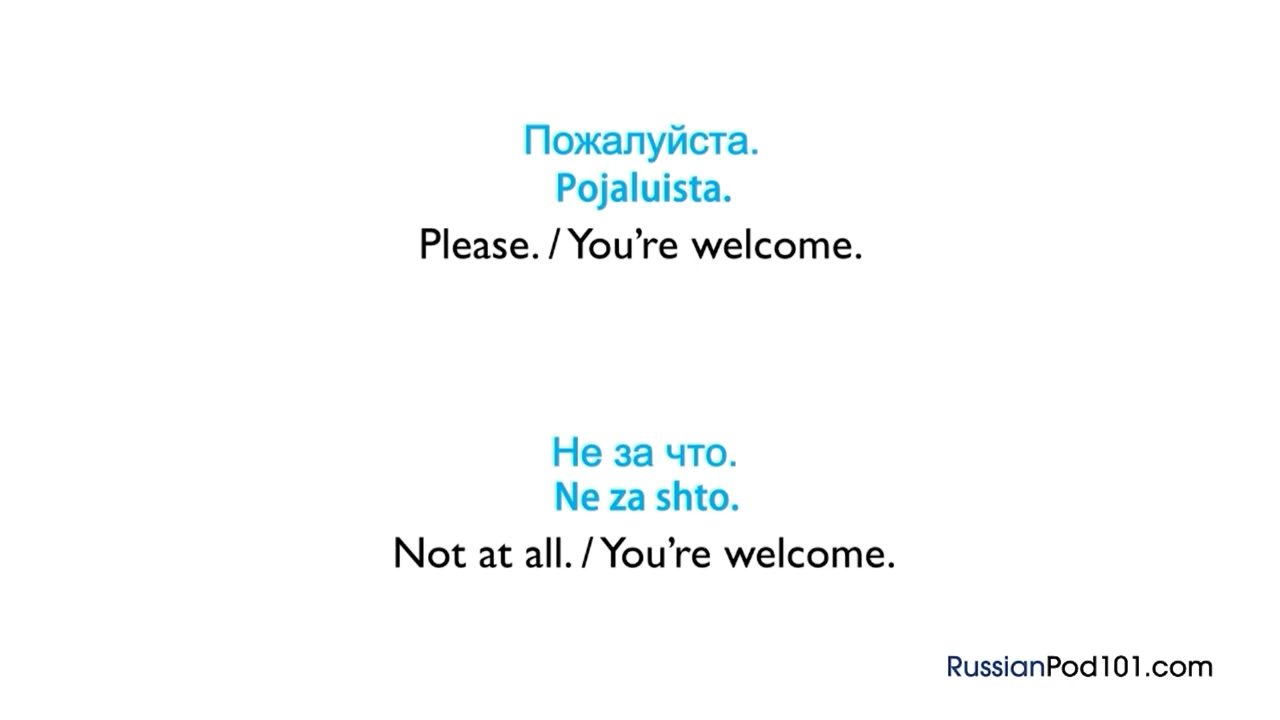 Пожалуйста.
Pojaluista.
Please. / You're welcome.
Не за что.
Ne za shto.
Not at all. / You're welcome.
RussianPod101.com